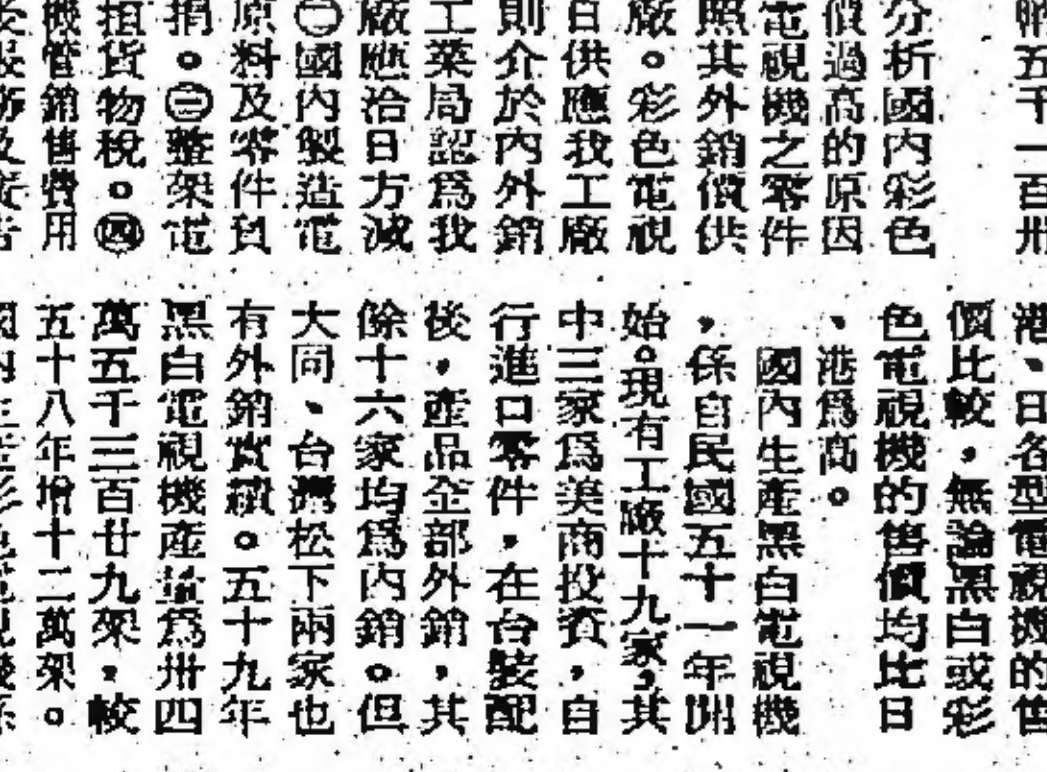 嶼五千一百卅
分析國內彩色
價過高的原因
電視機之零件
照其外銷價供
廠。彩色電視
日供應我工廠
則介於內外銷
工業局認爲我
廠應洽日方減
㊁國內製造電
原料及零件負
捐。㊂整架電
担貨物稅。㊃
機管銷售費用
港、日各型電視機的售
價比較,無論黑白或彩
色電視機的售價均比日
、港爲高。
國內生產黑白電視機
,係自民國五十一年開
始。現有工廠十九家,其
中三家爲美商投資,自
行進口零件,在台裝配
後,產品全部外銷,其
餘十六家均爲內銷。但
大同、台灣松下兩家也
有外銷實績。五十九年
黑白電視機產量爲卅四
萬五千三百廿九架,較
五十八年增十二萬架。